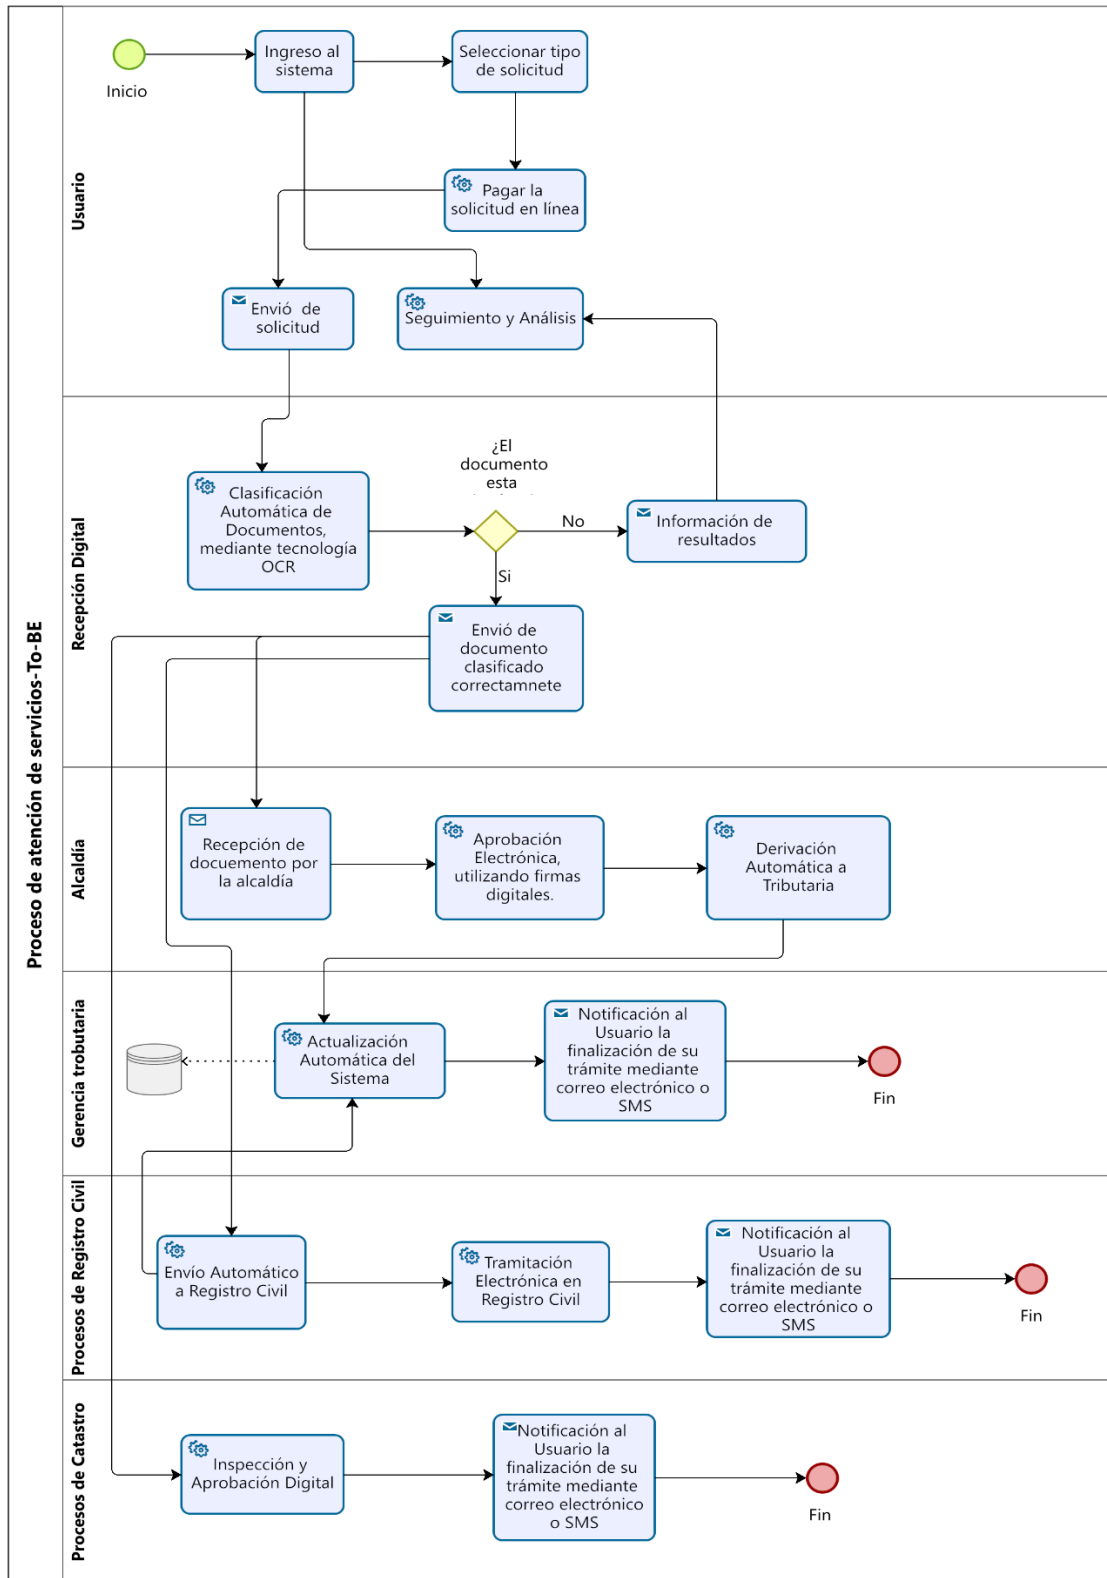 Proceso de atención de servicios-To-BE
Usuario
Inicio
Ingreso al
sistema
Seleccionar tipo
de solicitud
Pagar la
solicitud en línea
Envió de
solicitud
Seguimiento y Análisis
Recepción Digital
Clasificación
Automática de
Documentos,
mediante tecnología
OCR
¿El
documento
esta
No
Si
Información de
resultados
Envió de
documento
clasificado
correctamnete
Alcaldía
Recepción de
docuemento por
la alcaldía
Aprobación
Electrónica,
utilizando firmas
digitales.
Derivación
Automática a
Tributaria
Gerencia trobutaria
Actualización
Automática del
Sistema
Notificación al
Usuario la
finalización de su
trámite mediante
correo electrónico o
SMS
Fin
Procesos de Registro Civil
Envío Automático
a Registro Civil
Tramitación
Electrónica en
Registro Civil
Notificación al
Usuario la
finalización de su
trámite mediante
correo electrónico o
SMS
Fin
Procesos de Catastro
Inspección y
Aprobación Digital
Notificación al
Usuario la
finalización de su
trámite mediante
correo electrónico
o SMS
Fin